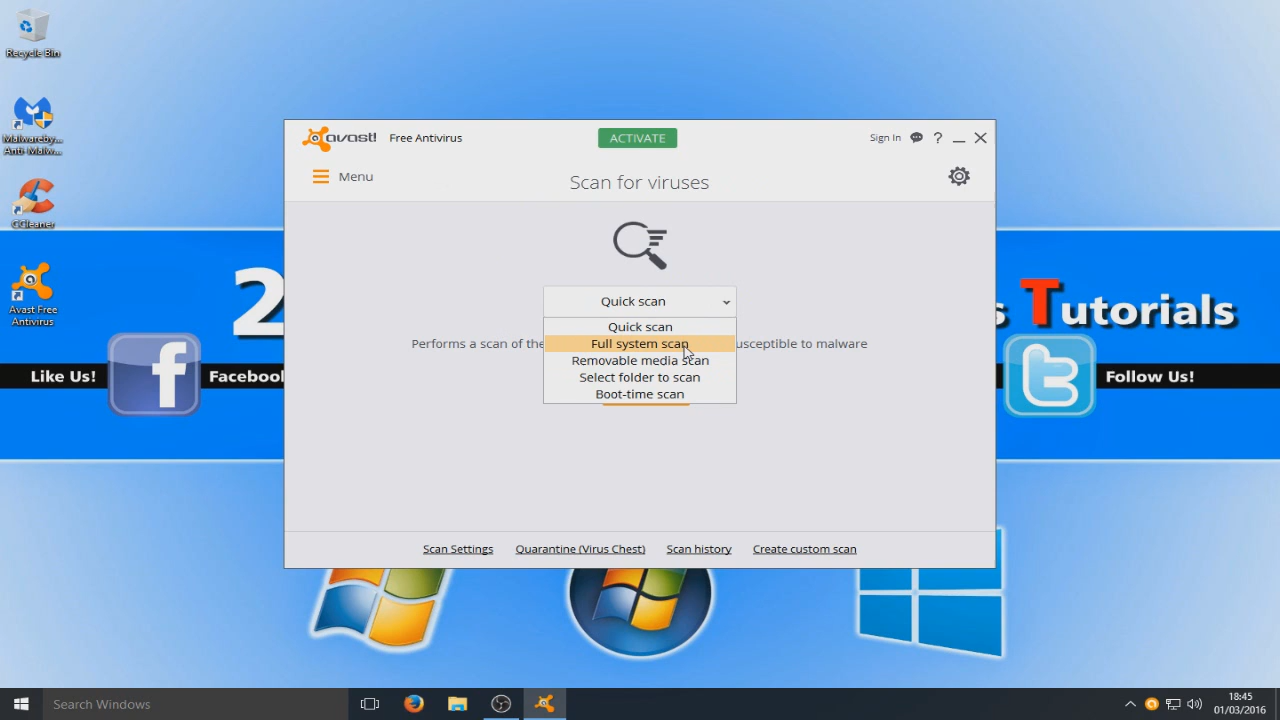 Recycle Bin
Malwareby...
Anti-Malw...
CCleaner
Avast Free
Antivirus
avast! Free Antivirus
ACTIVATE
Sign In
?
Menu
Scan for viruses
Quick scan
Quick scan
Performs a scan of the
Full system scan
usceptible to malware
Removable media scan
Select folder to scan
Boot-time scan
Scan Settings
Quarantine (Virus Chest)
Scan history
Create custom scan
2
s Tutorials
Like Us!
f
Facebook
t
Follow Us!
Search Windows
18:45
01/03/2016